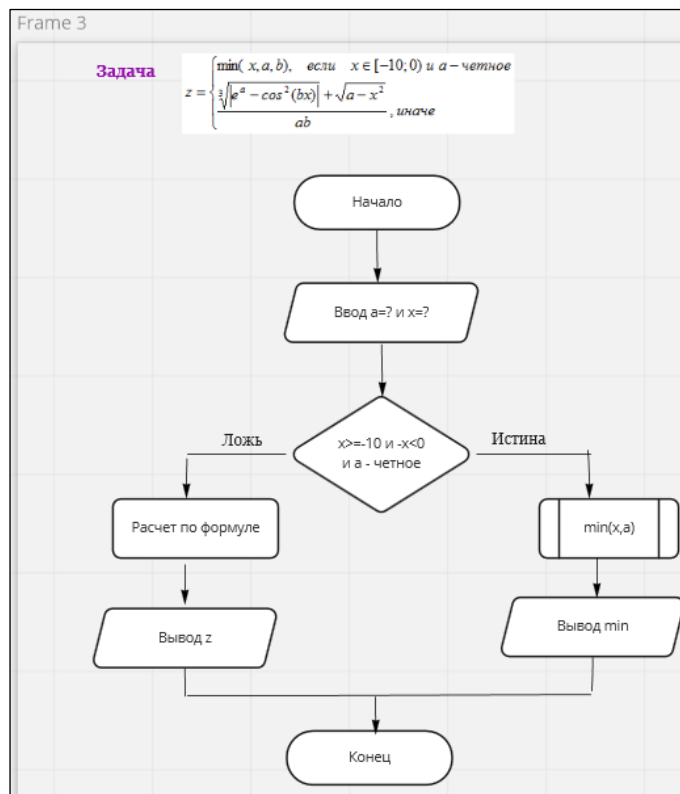 Frame 3
Задача
z = { min( x, a, b), если x ∈ [−10; 0) и a − четное
(∛|e^a − cos²(bx)| + √(a − x²)) / ab , иначе
Начало
Ввод a=? и x=?
Ложь
x>=-10 и -x<0
и a - четное
Истина
Расчет по формуле
min(x,a)
Вывод z
Вывод min
Конец